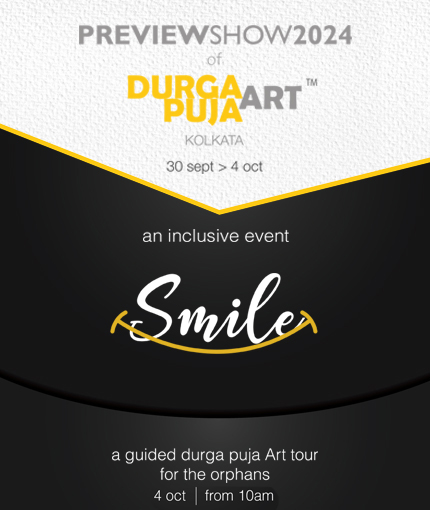 PREVIEWSHOW2024
of
DURGA
PUJA ART™
KOLKATA
30 sept > 4 oct
an inclusive event
Smile
a guided durga puja Art tour
for the orphans
4 oct | from 10am